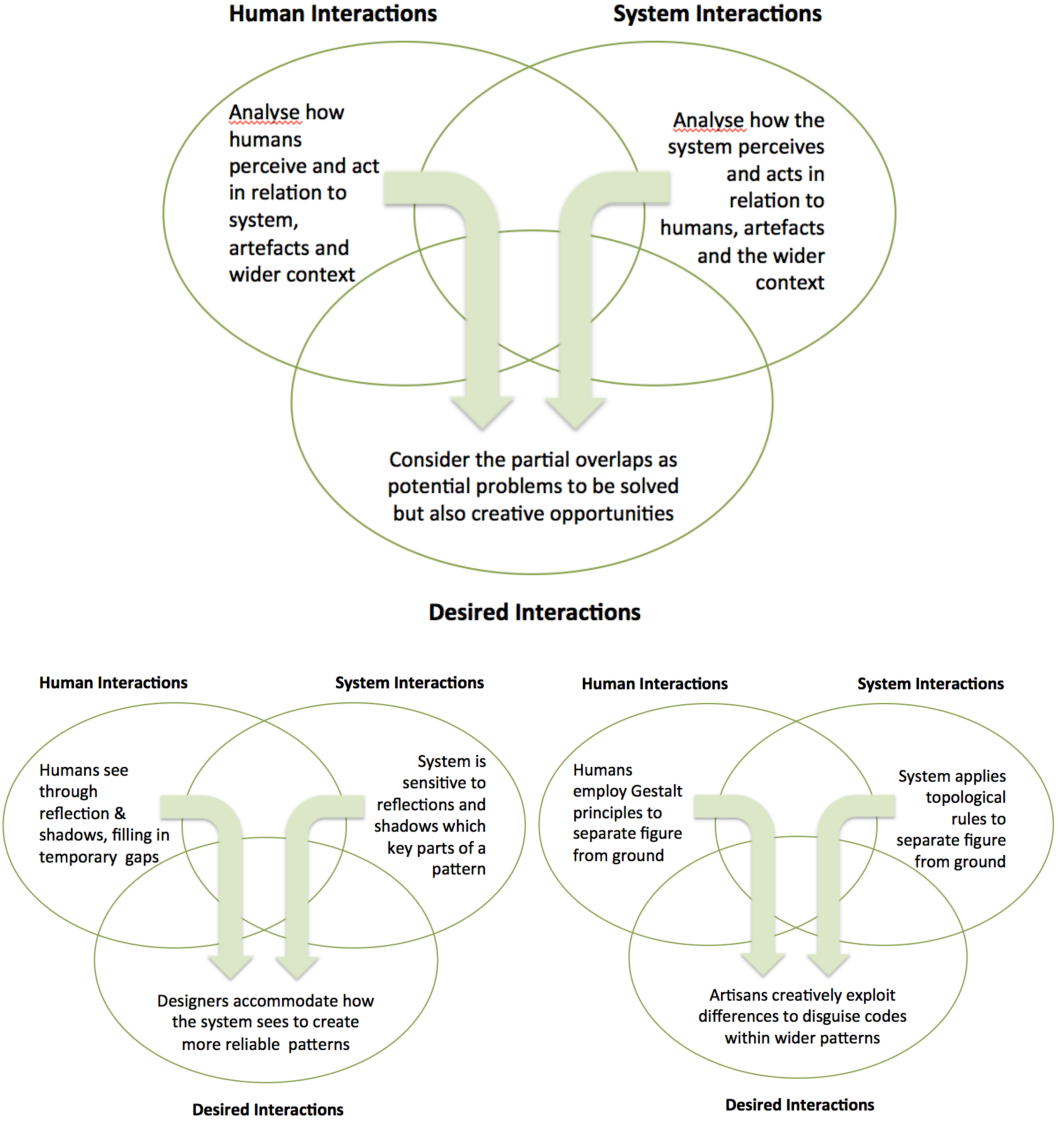 Human Interactions
System Interactions
Analyse how
humans
perceive and act
in relation to
system,
artefacts and
wider context
Analyse how the
system perceives
and acts in
relation to
humans, artefacts
and the wider
context
Consider the partial overlaps as
potential problems to be solved
but also creative opportunities
Desired Interactions
Human Interactions
System Interactions
Humans see
through
reflection &
shadows, filling in
temporary gaps
System is
sensitive to
reflections and
shadows which
key parts of a
pattern
Designers accommodate how
the system sees to create
more reliable patterns
Desired Interactions
Human Interactions
System Interactions
Humans
employ Gestalt
principles to
separate figure
from ground
System applies
topological
rules to
separate figure
from ground
Artisans creatively exploit
differences to disguise codes
within wider patterns
Desired Interactions